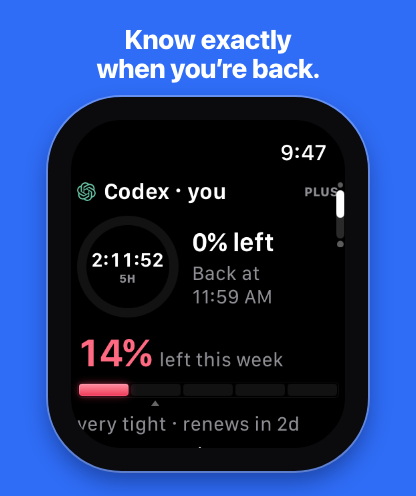 Know exactly
when you’re back.
9:47
Codex · you PLUS
2:11:52
5H
0% left
Back at
11:59 AM
14% left this week
very tight · renews in 2d